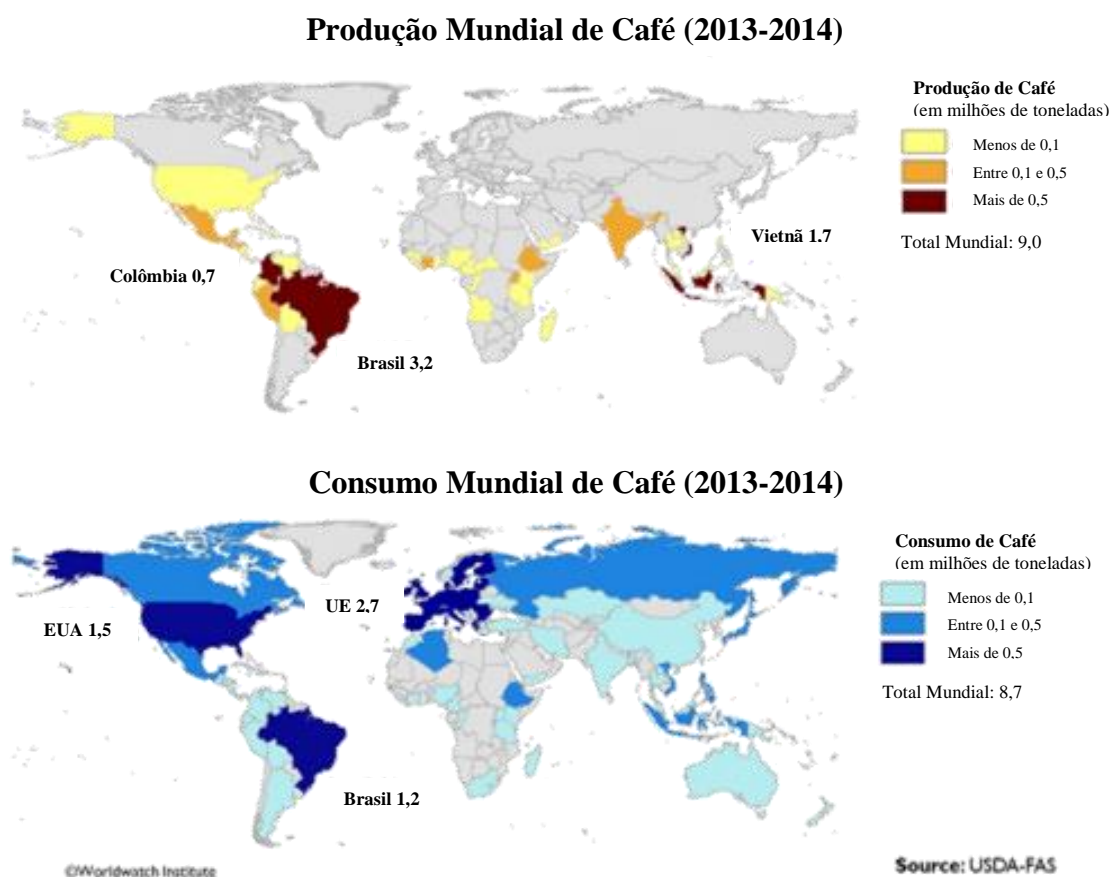 Produção Mundial de Café (2013-2014)
Produção de Café
(em milhões de toneladas)
Menos de 0,1
Entre 0,1 e 0,5
Mais de 0,5
Total Mundial: 9,0
Vietnã 1.7
Colômbia 0,7
Brasil 3,2
Consumo Mundial de Café (2013-2014)
Consumo de Café
(em milhões de toneladas)
Menos de 0,1
Entre 0,1 e 0,5
Mais de 0.5
Total Mundial: 8,7
UE 2,7
EUA 1,5
Brasil 1,2
©Worldwatch Institute
Source: USDA-FAS